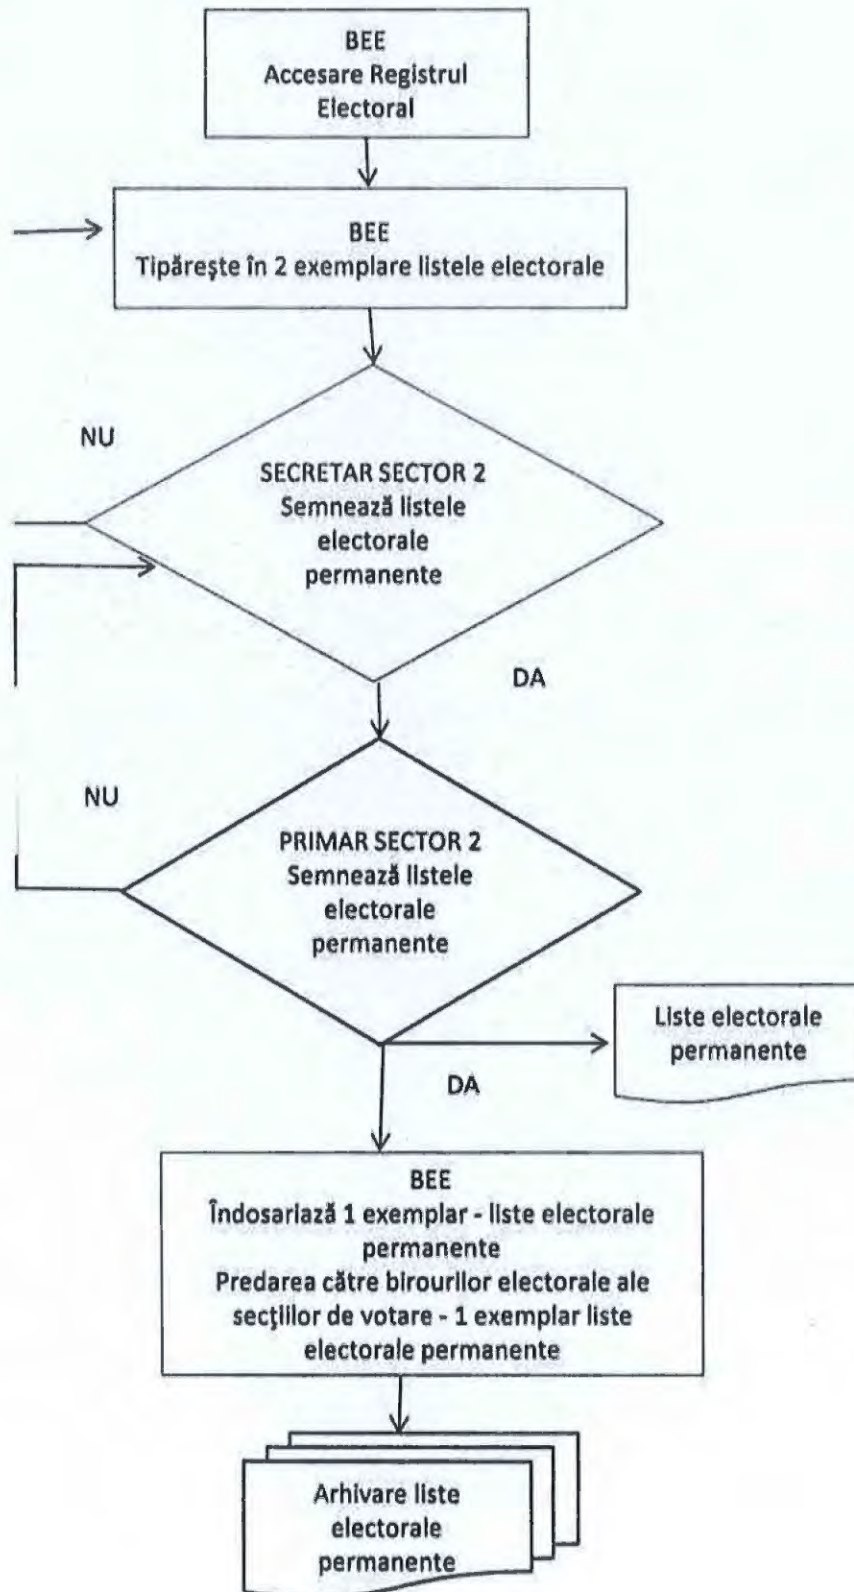 BEE
Accesare Registrul
Electoral
BEE
Tipărește în 2 exemplare listele electorale
NU
SECRETAR SECTOR 2
Semnează listele
electorale
permanente
DA
NU
PRIMAR SECTOR 2
Semnează listele
electorale
permanente
Liste electorale
permanente
DA
BEE
Îndosariază 1 exemplar - liste electorale
permanente
Predarea către birourilor electorale ale
secţiilor de votare - 1 exemplar liste
electorale permanente
Arhivare liste
electorale
permanente